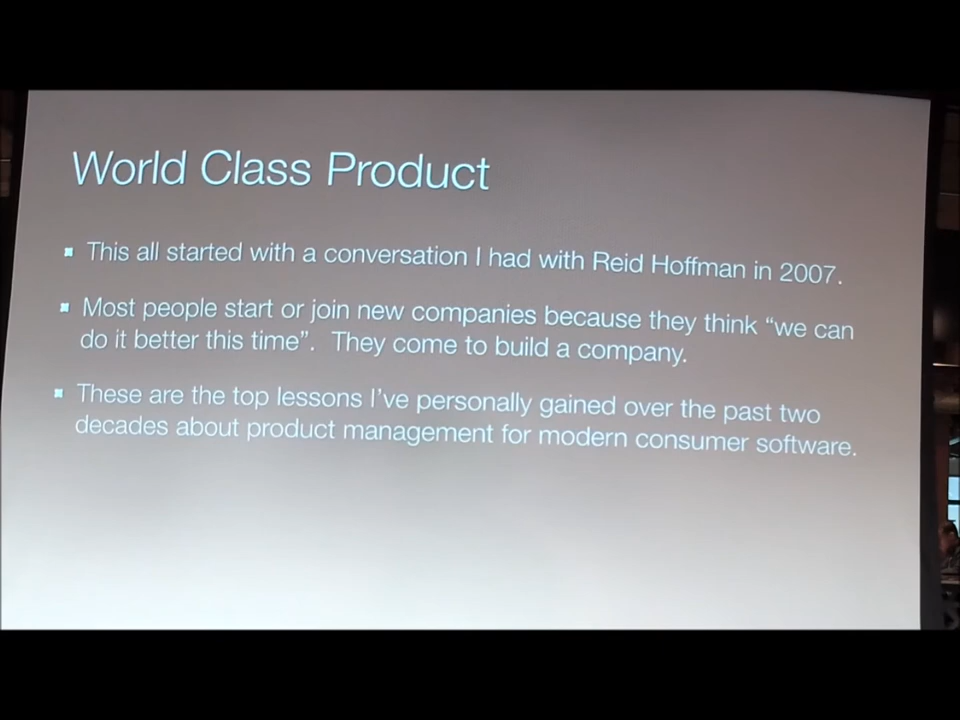 World Class Product
This all started with a conversation I had with Reid Hoffman in 2007.
Most people start or join new companies because they think “we can
do it better this time”.  They come to build a company.
These are the top lessons I’ve personally gained over the past two
decades about product management for modern consumer software.